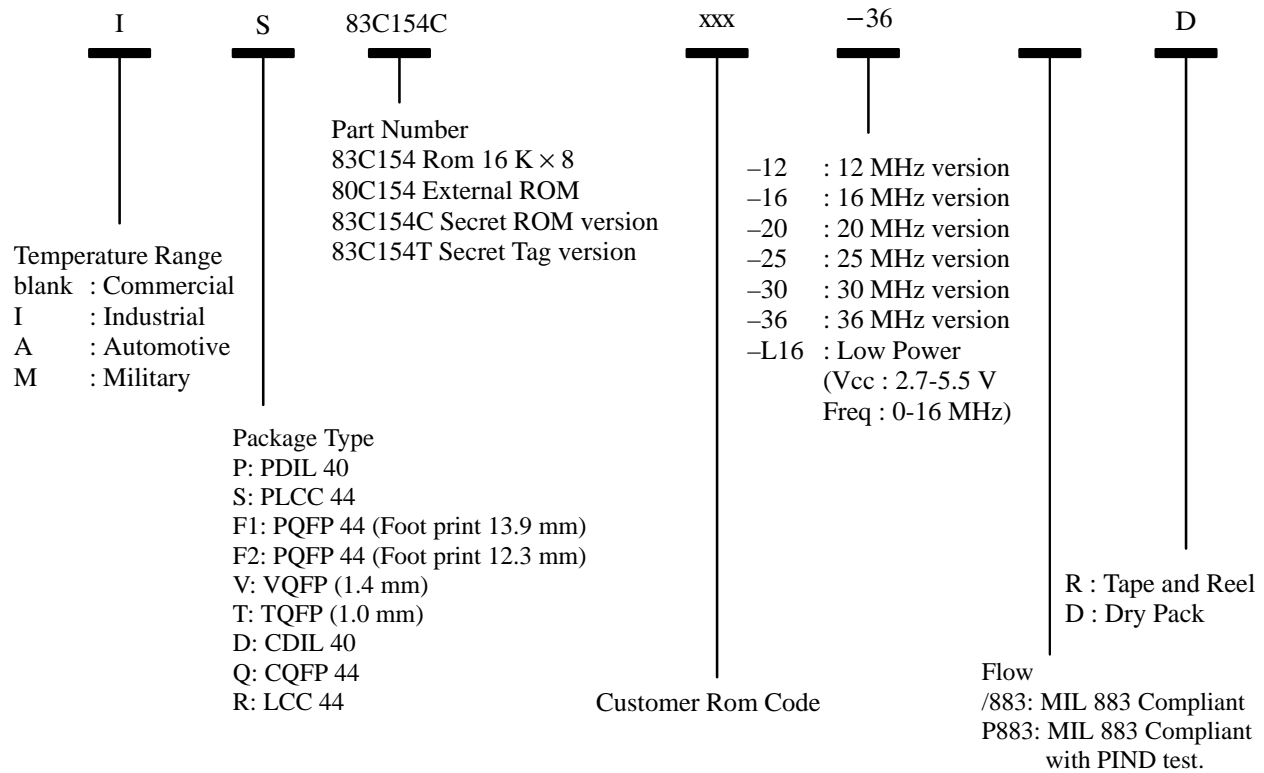 I S 83C154C xxx −36 D
Part Number
83C154 Rom 16 K × 8
80C154 External ROM
83C154C Secret ROM version
83C154T Secret Tag version
–12 : 12 MHz version
–16 : 16 MHz version
–20 : 20 MHz version
–25 : 25 MHz version
–30 : 30 MHz version
–36 : 36 MHz version
–L16 : Low Power
(Vcc : 2.7-5.5 V
Freq : 0-16 MHz)
Temperature Range
blank : Commercial
I : Industrial
A : Automotive
M : Military
Package Type
P: PDIL 40
S: PLCC 44
F1: PQFP 44 (Foot print 13.9 mm)
F2: PQFP 44 (Foot print 12.3 mm)
V: VQFP (1.4 mm)
T: TQFP (1.0 mm)
D: CDIL 40
Q: CQFP 44
R: LCC 44
Customer Rom Code
R : Tape and Reel
D : Dry Pack
Flow
/883: MIL 883 Compliant
P883: MIL 883 Compliant
with PIND test.